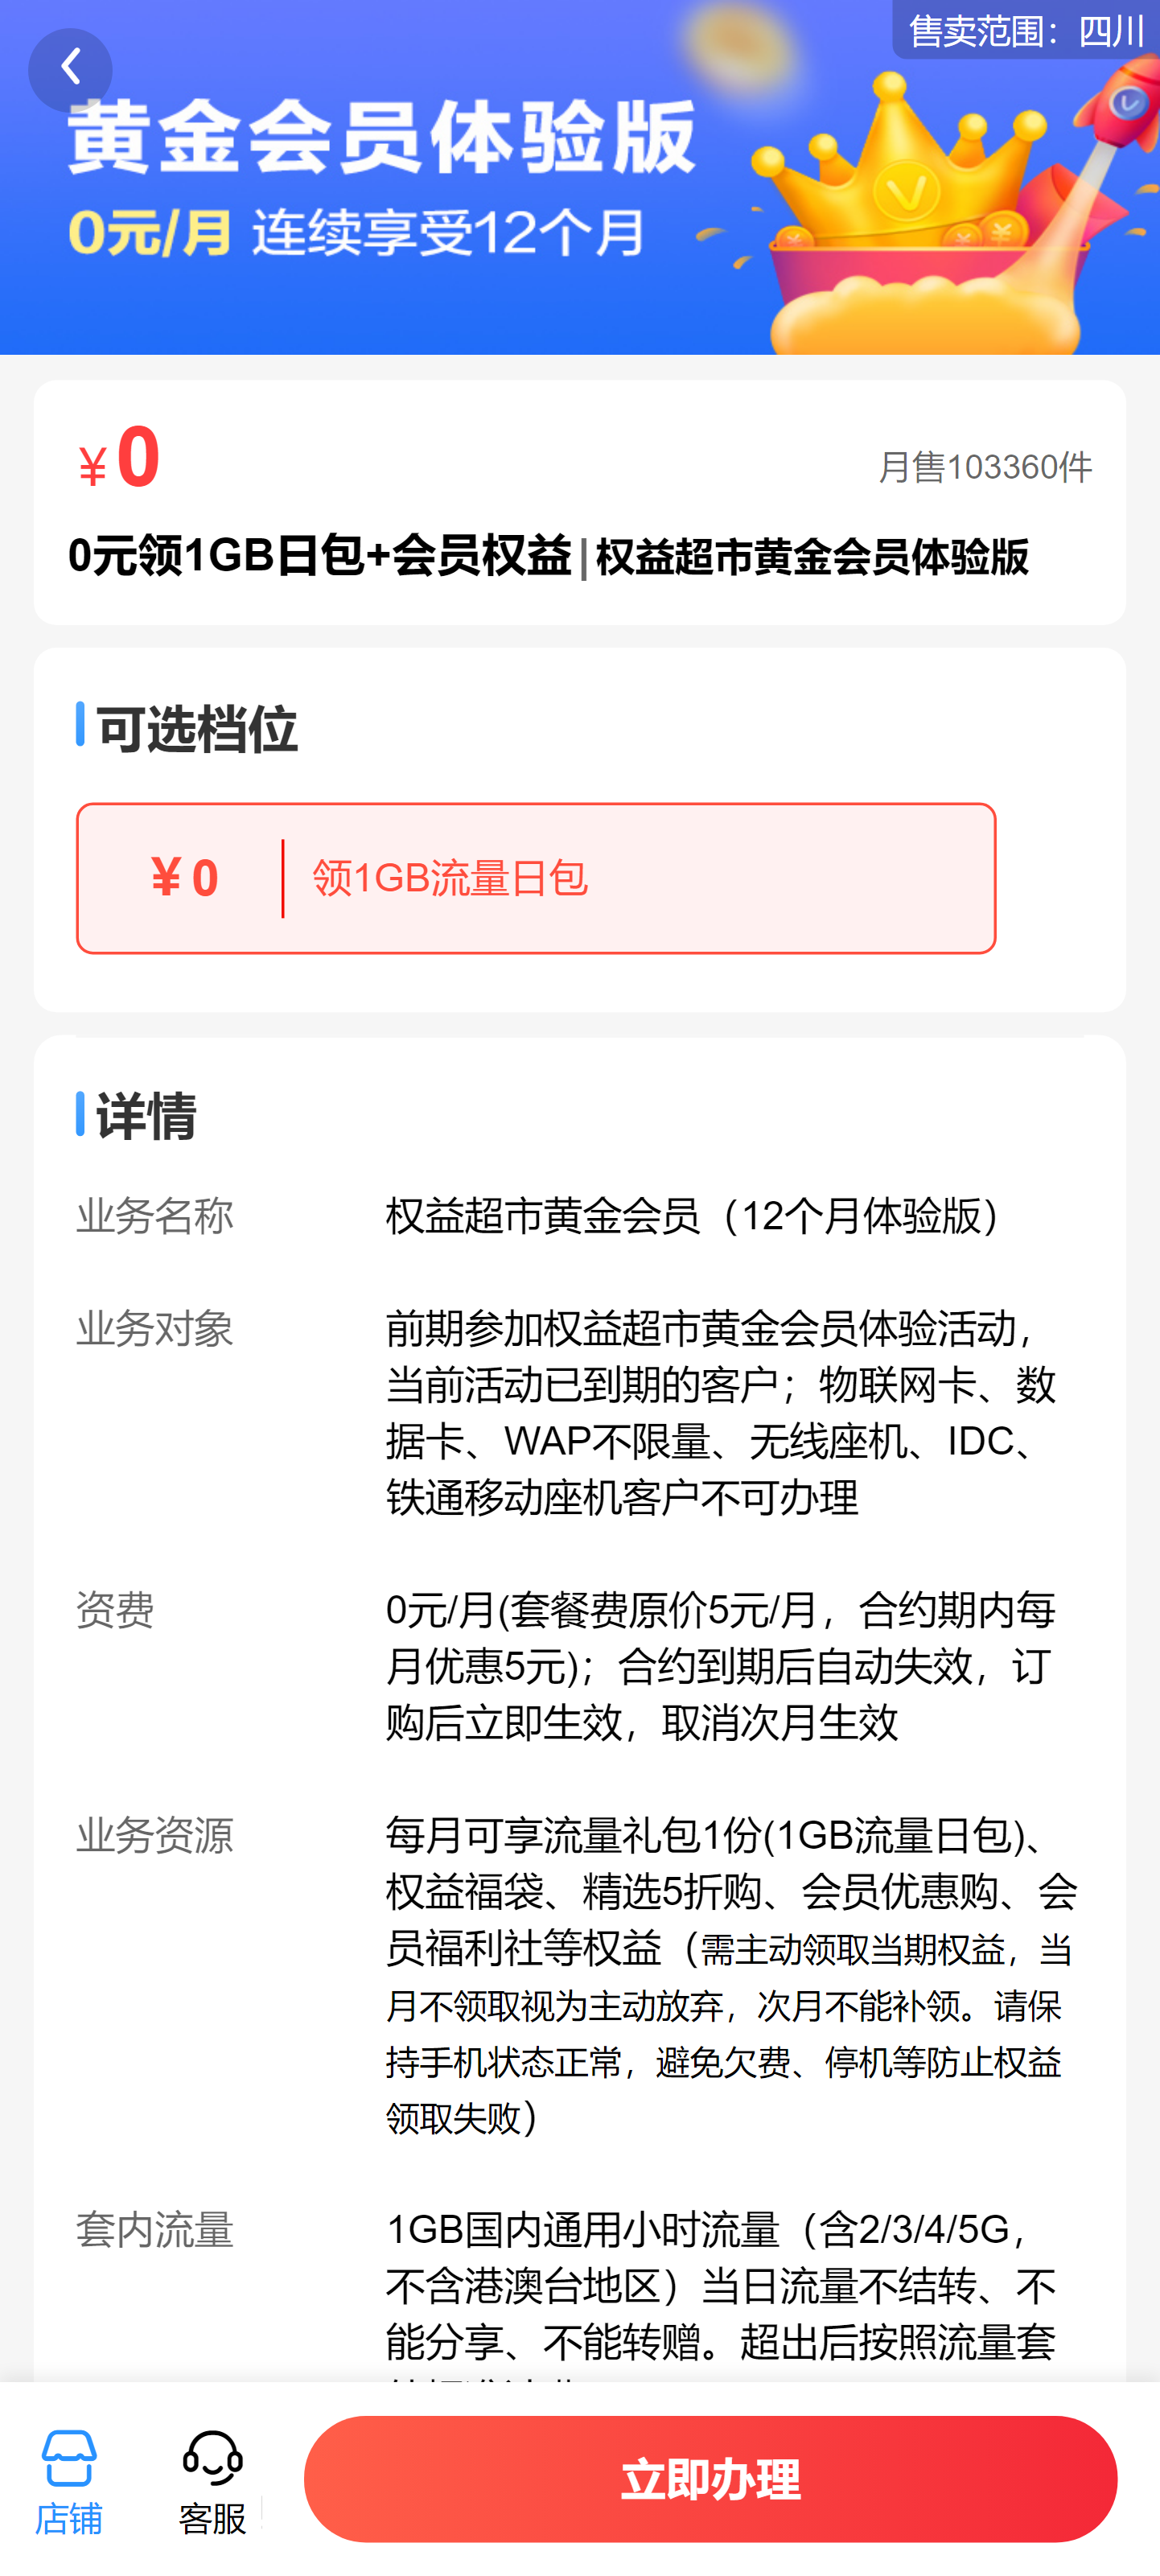 售卖范围：四川
黄金会员体验版
0元/月 连续享受12个月
¥0
月售103360件
0元领1GB日包+会员权益|权益超市黄金会员体验版
可选档位
¥0 领1GB流量日包
详情
业务名称 权益超市黄金会员（12个月体验版）
业务对象 前期参加权益超市黄金会员体验活动，
当前活动已到期的客户；物联网卡、数
据卡、WAP不限量、无线座机、IDC、
铁通移动座机客户不可办理
资费 0元/月(套餐费原价5元/月，合约期内每
月优惠5元)；合约到期后自动失效，订
购后立即生效，取消次月生效
业务资源 每月可享流量礼包1份(1GB流量日包)、
权益福袋、精选5折购、会员优惠购、会
员福利社等权益（需主动领取当期权益，当
月不领取视为主动放弃，次月不能补领。请保
持手机状态正常，避免欠费、停机等防止权益
领取失败）
套内流量 1GB国内通用小时流量（含2/3/4/5G，
不含港澳台地区）当日流量不结转、不
能分享、不能转赠。超出后按照流量套
店铺
客服
立即办理